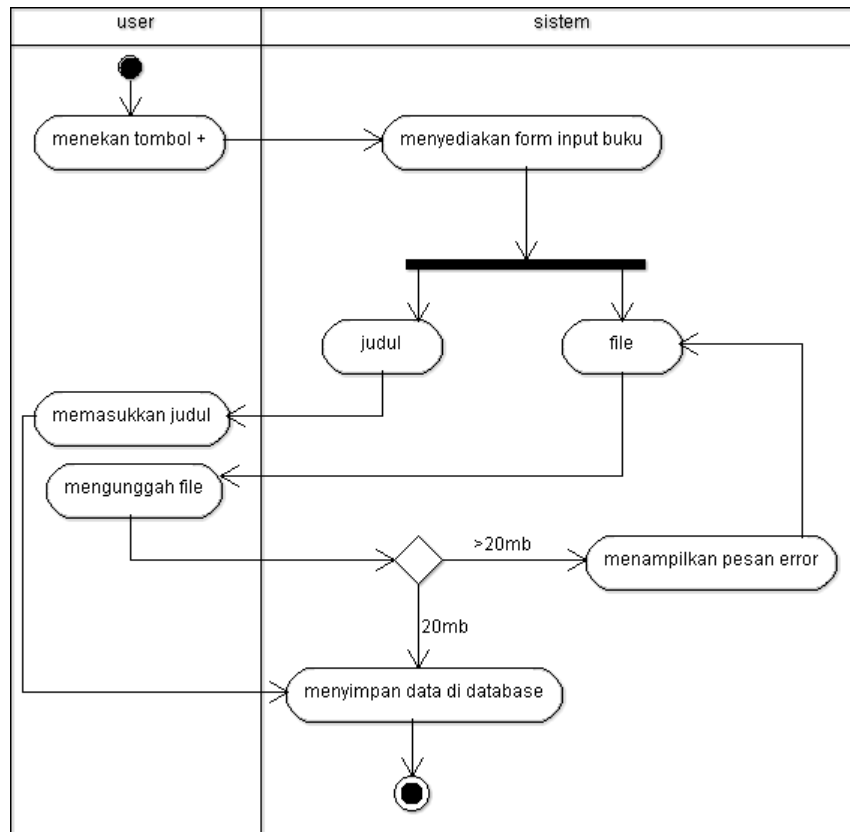 user
sistem
menekan tombol +
menyediakan form input buku
judul
file
memasukkan judul
mengunggah file
>20mb
menampilkan pesan error
20mb
menyimpan data di database